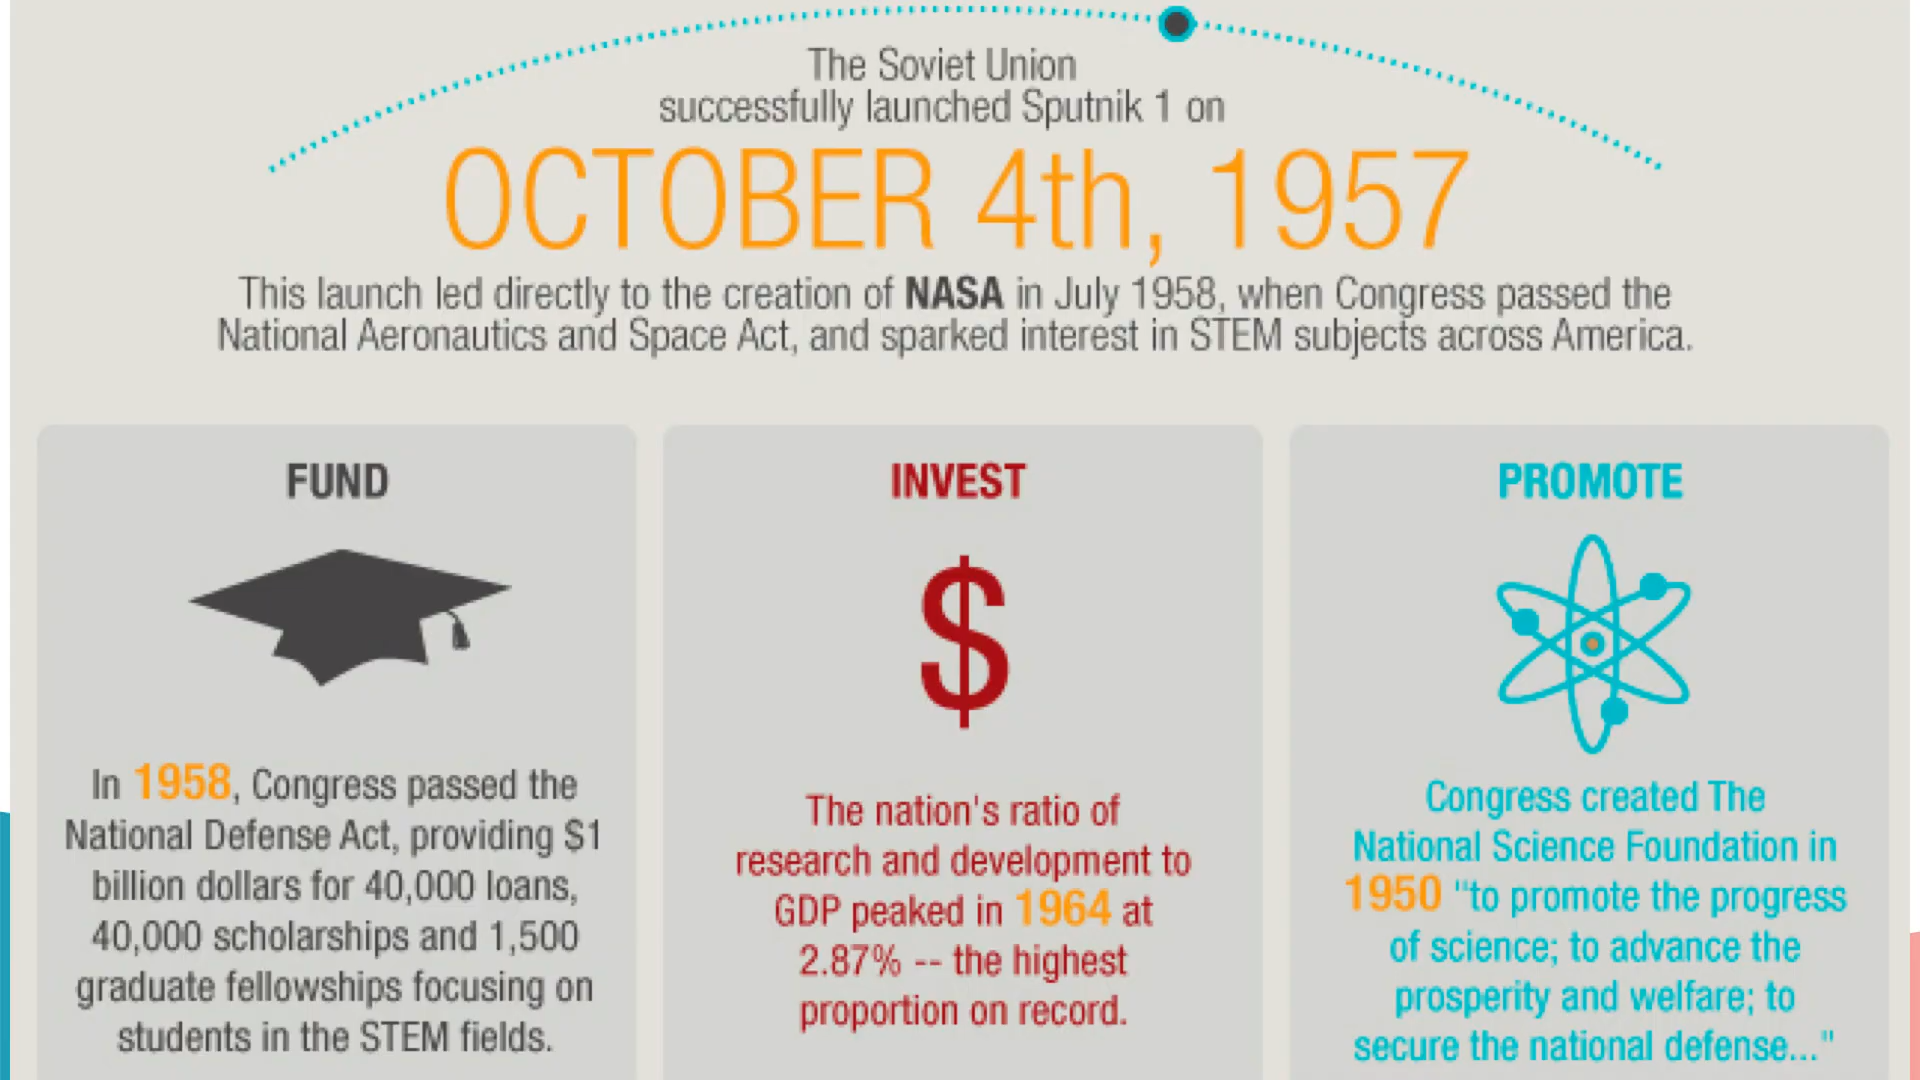 The Soviet Union
successfully launched Sputnik 1 on
OCTOBER 4th, 1957
This launch led directly to the creation of NASA in July 1958, when Congress passed the
National Aeronautics and Space Act, and sparked interest in STEM subjects across America.
FUND
In 1958, Congress passed the
National Defense Act, providing $1
billion dollars for 40,000 loans,
40,000 scholarships and 1,500
graduate fellowships focusing on
students in the STEM fields.
INVEST
$
The nation's ratio of
research and development to
GDP peaked in 1964 at
2.87% -- the highest
proportion on record.
PROMOTE
Congress created The
National Science Foundation in
1950 "to promote the progress
of science; to advance the
prosperity and welfare; to
secure the national defense..."